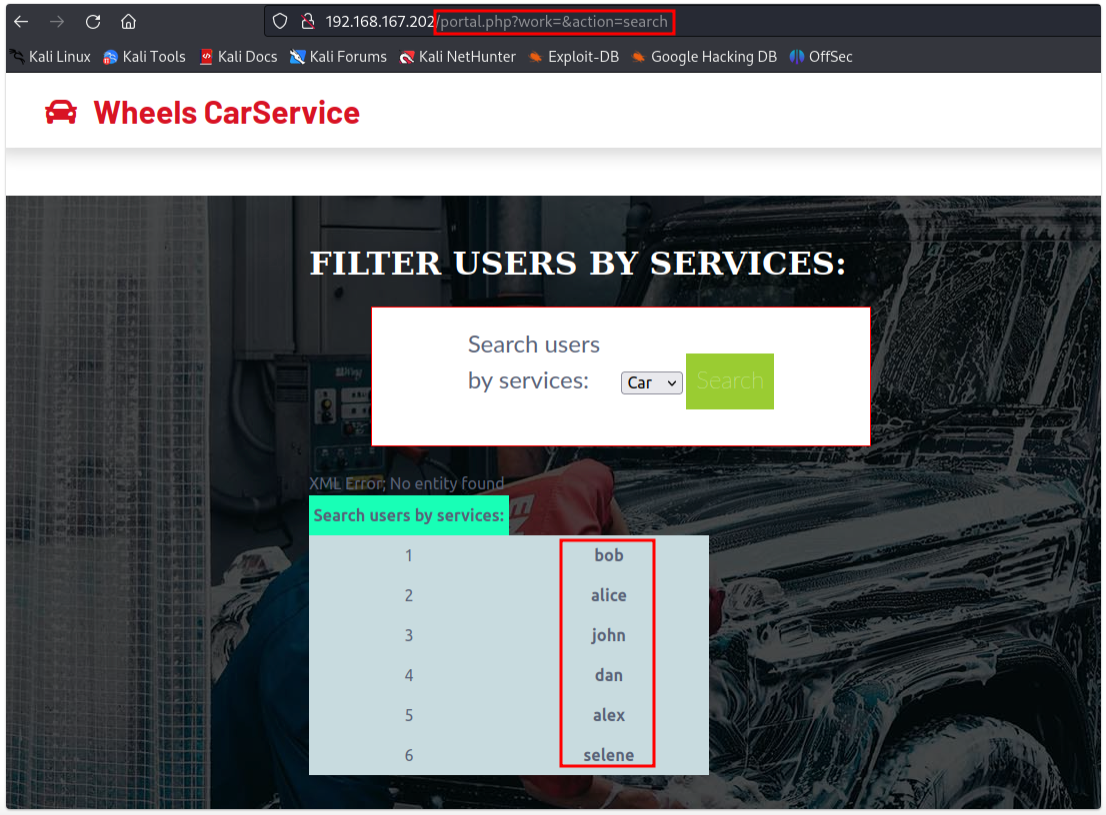 192.168.167.202/portal.php?work=&action=search
Kali Linux Kali Tools Kali Docs Kali Forums Kali NetHunter Exploit-DB Google Hacking DB OffSec
Wheels CarService
FILTER USERS BY SERVICES:
Search users
by services: Car Search
XML Error; No entity found
Search users by services:
1 bob
2 alice
3 john
4 dan
5 alex
6 selene